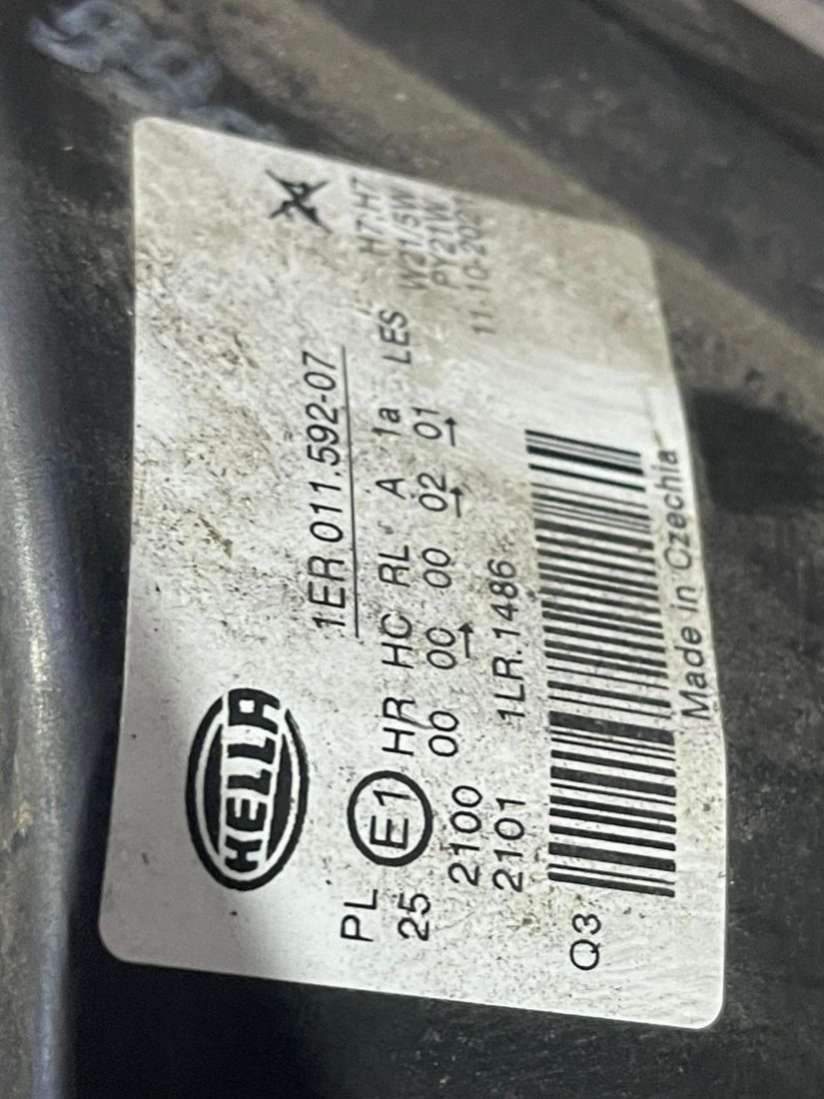 HELLA
1ER 011.592-07
PL E1 HR HC RL A 1a LES
25 00 00 00 02 01
2100
2101 1LR.1486
H7;H7
W21/5W
PY21W
11-10-2021
Q3
Made in Czechia